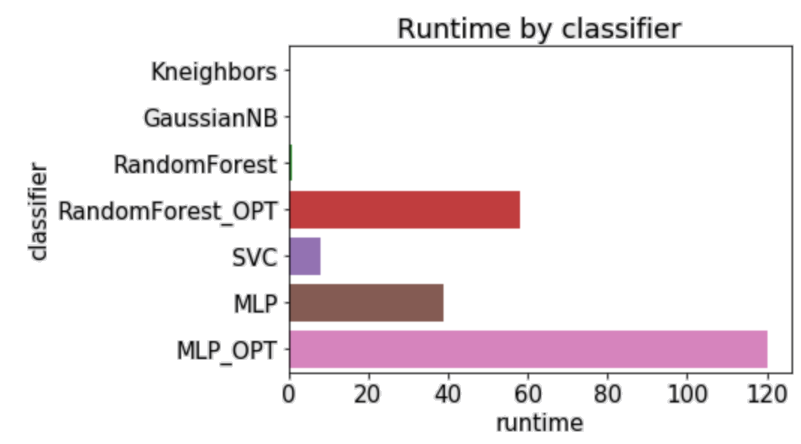 Runtime by classifier
Kneighbors
GaussianNB
RandomForest
RandomForest_OPT
SVC
MLP
MLP_OPT
classifier
0 20 40 60 80 100 120
runtime